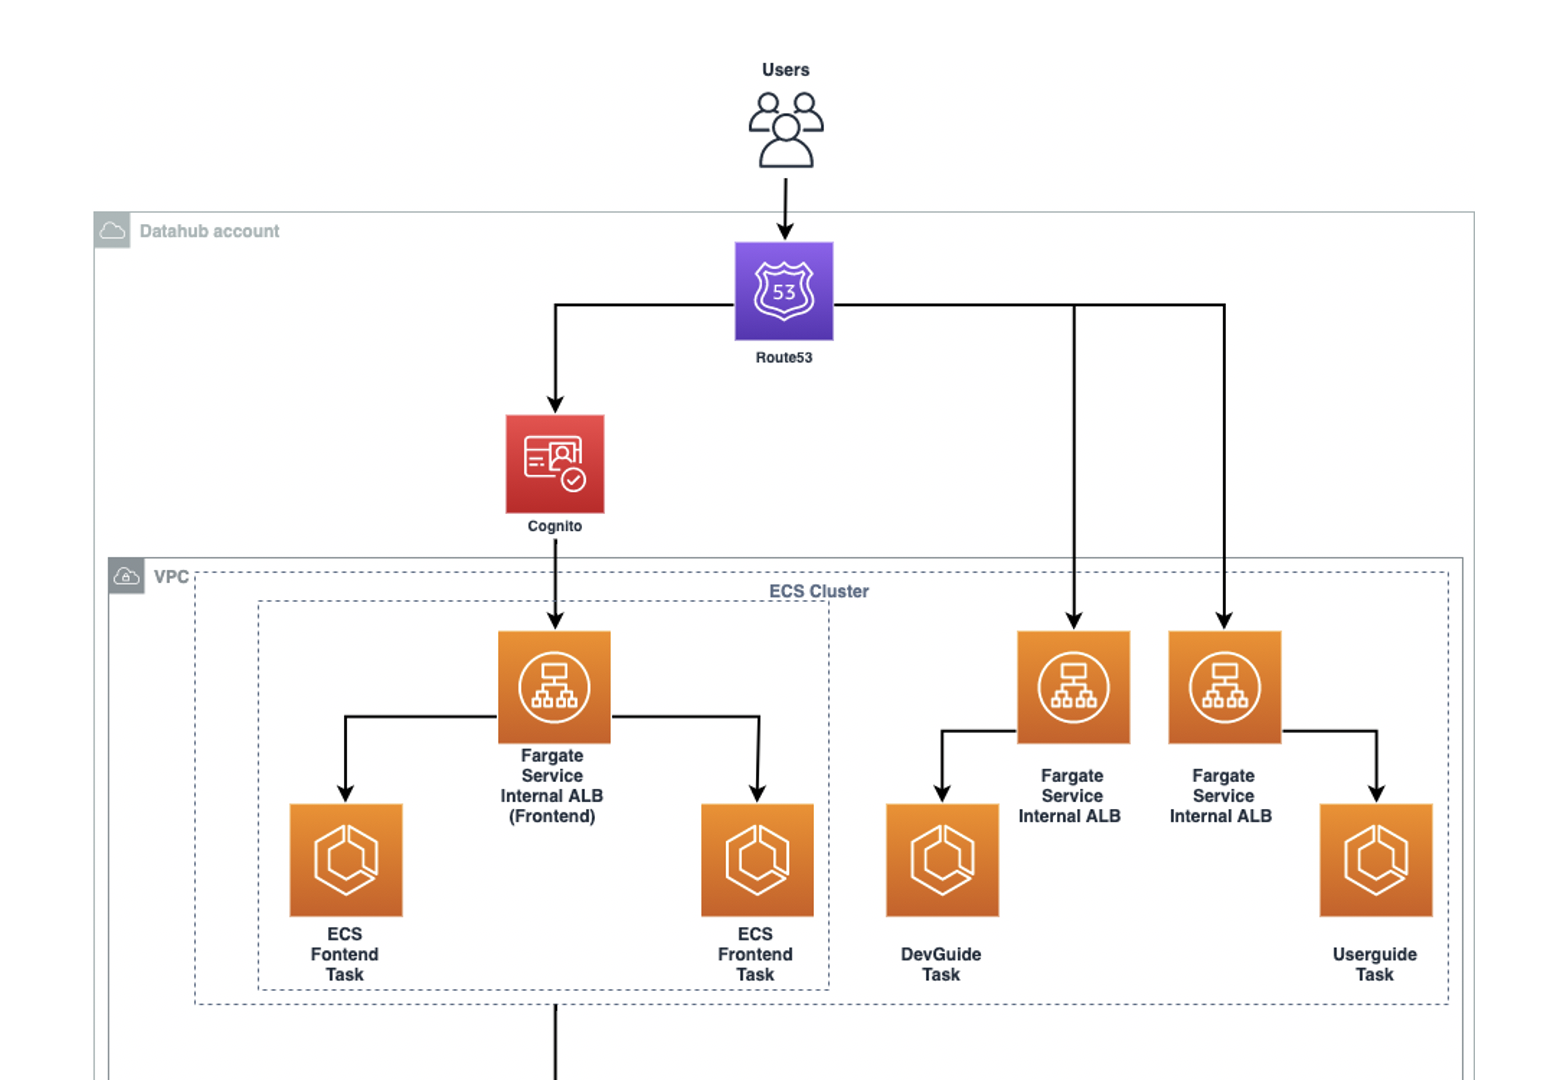 Users
Datahub account
53
Route53
Cognito
VPC
ECS Cluster
Fargate
Service
Internal ALB
(Frontend)
Fargate
Service
Internal ALB
Fargate
Service
Internal ALB
ECS
Fontend
Task
ECS
Frontend
Task
DevGuide
Task
Userguide
Task